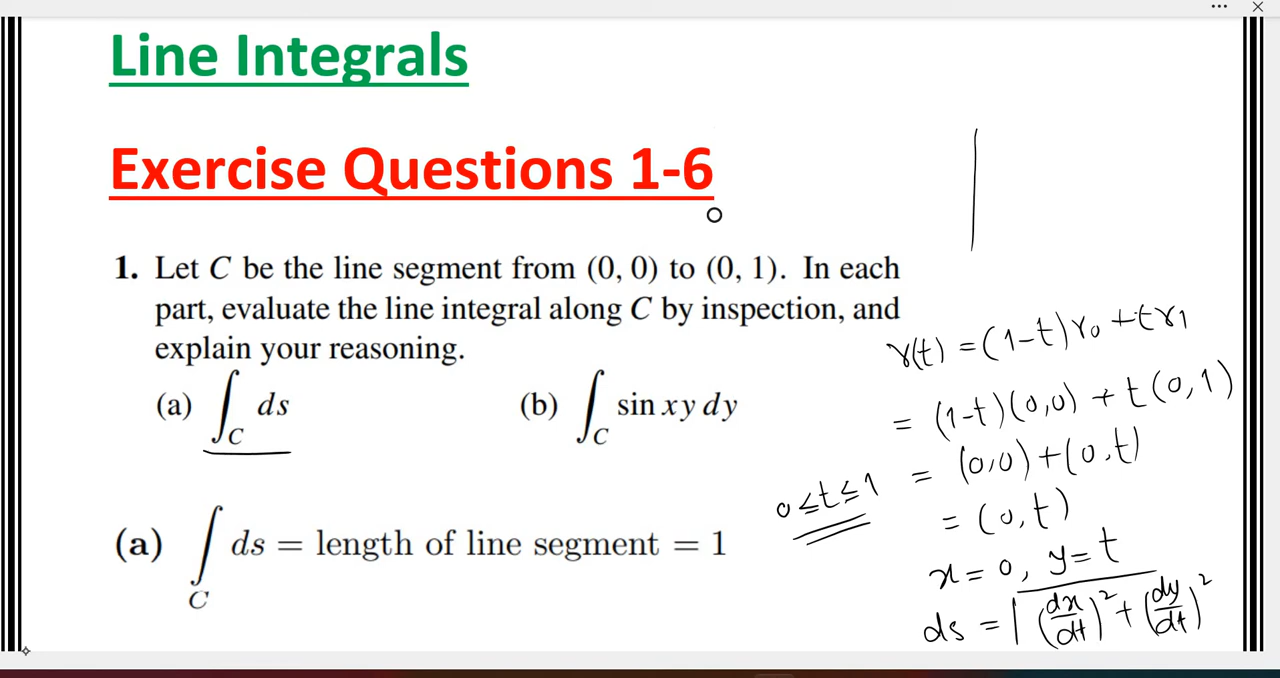 Line Integrals
Exercise Questions 1-6
1. Let C be the line segment from (0, 0) to (0, 1). In each
part, evaluate the line integral along C by inspection, and
explain your reasoning.
(a) ∫_C ds (b) ∫_C sin xy dy
(a) ∫_C ds = length of line segment = 1
r(t) = (1-t)r₀ + tr₁
= (1-t)(0,0) + t(0,1)
= (0,0) + (0,t)
0 ≤ t ≤ 1
= (0,t)
x = 0, y = t
ds = √((dx/dt)² + (dy/dt)²